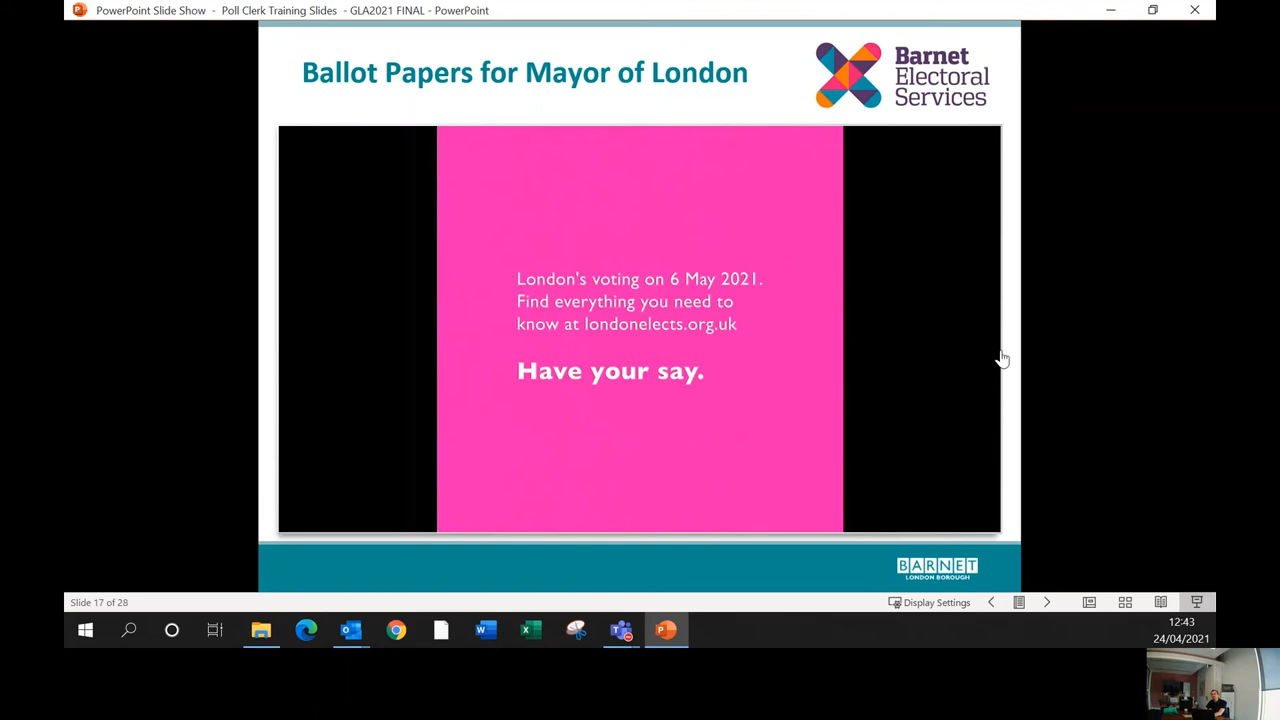 PowerPoint Slide Show - Poll Clerk Training Slides - GLA2021 FINAL - PowerPoint
Ballot Papers for Mayor of London
Barnet
Electoral
Services
London's voting on 6 May 2021.
Find everything you need to
know at londonelects.org.uk
Have your say.
BARNET
LONDON BOROUGH
Slide 17 of 28
Display Settings
12:43
24/04/2021